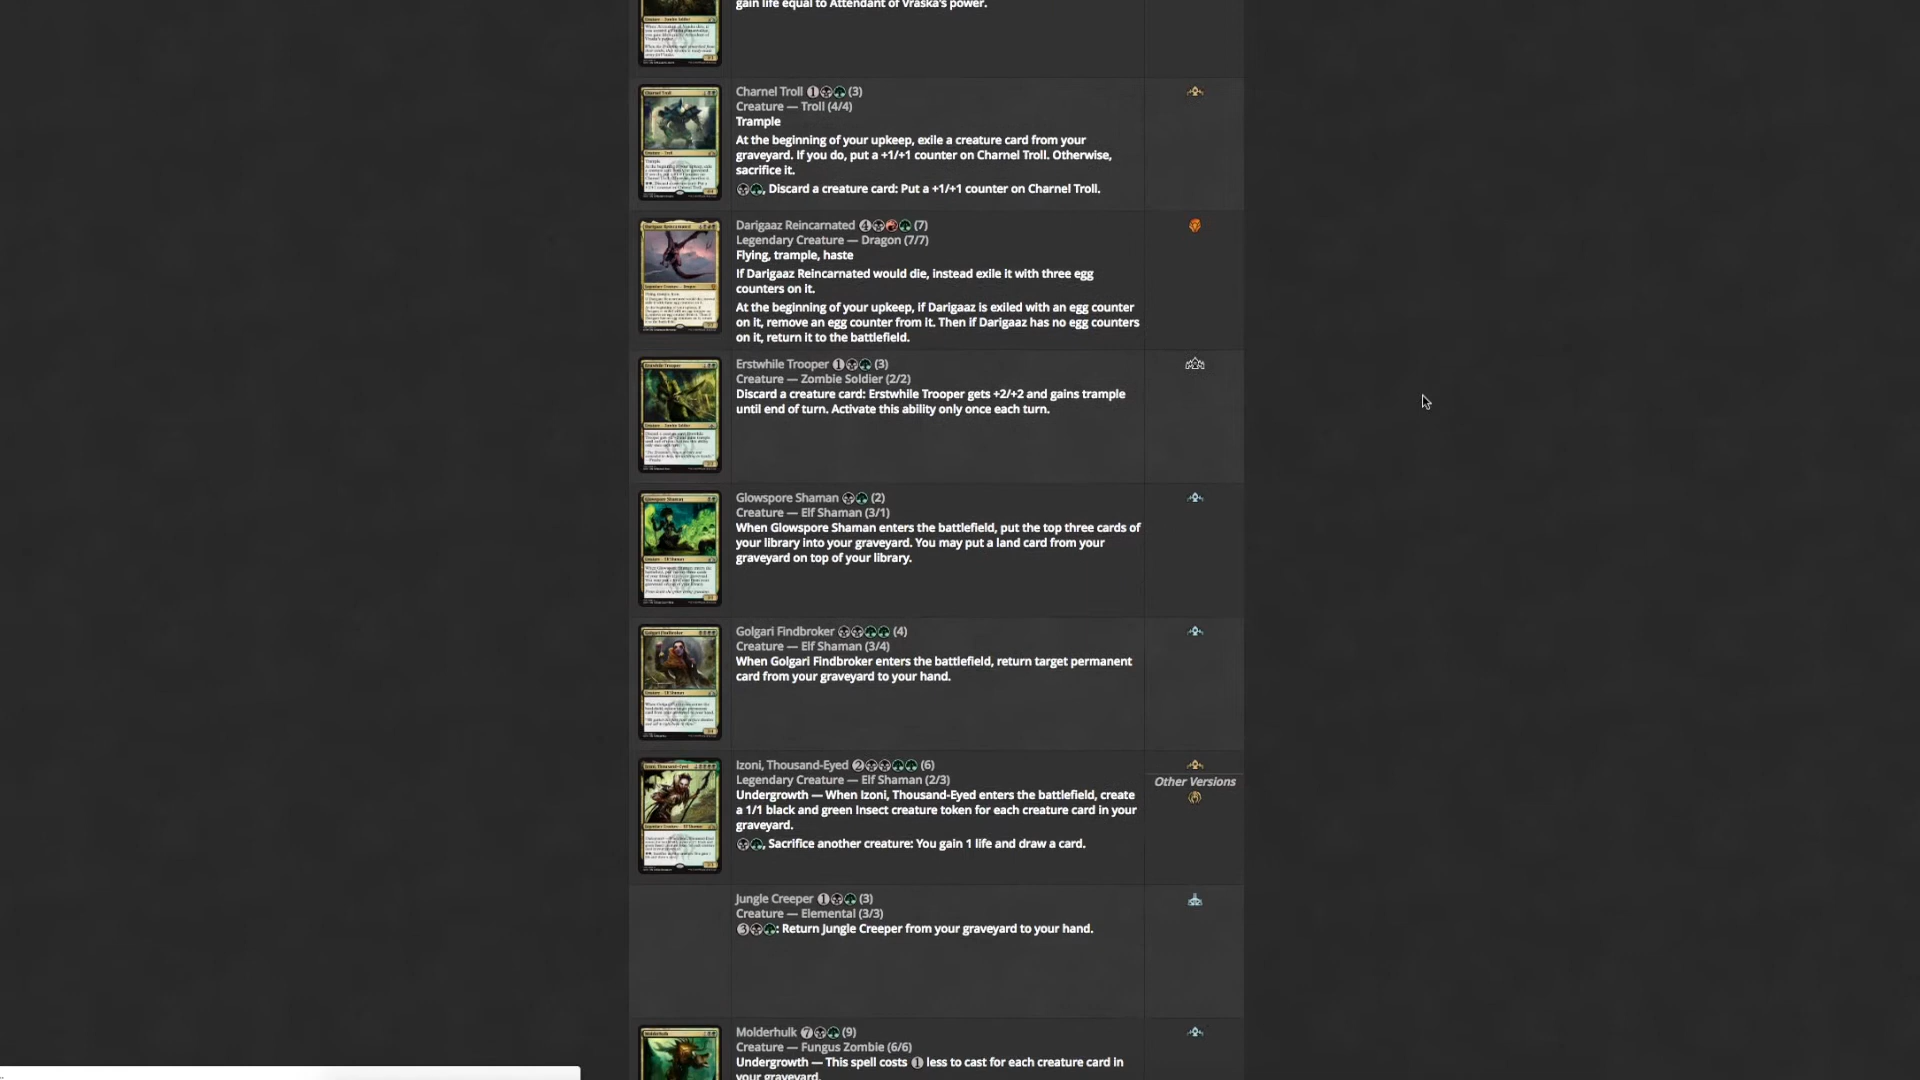 gain life equal to Attendant of Vraska's power.
Charnel Troll 1 (3)
Creature — Troll (4/4)
Trample
At the beginning of your upkeep, exile a creature card from your
graveyard. If you do, put a +1/+1 counter on Charnel Troll. Otherwise,
sacrifice it.
, Discard a creature card: Put a +1/+1 counter on Charnel Troll.
Darigaaz Reincarnated 4 (7)
Legendary Creature — Dragon (7/7)
Flying, trample, haste
If Darigaaz Reincarnated would die, instead exile it with three egg
counters on it.
At the beginning of your upkeep, if Darigaaz is exiled with an egg counter
on it, remove an egg counter from it. Then if Darigaaz has no egg counters
on it, return it to the battlefield.
Erstwhile Trooper 1 (3)
Creature — Zombie Soldier (2/2)
Discard a creature card: Erstwhile Trooper gets +2/+2 and gains trample
until end of turn. Activate this ability only once each turn.
Glowspore Shaman (2)
Creature — Elf Shaman (3/1)
When Glowspore Shaman enters the battlefield, put the top three cards of
your library into your graveyard. You may put a land card from your
graveyard on top of your library.
Golgari Findbroker (4)
Creature — Elf Shaman (3/4)
When Golgari Findbroker enters the battlefield, return target permanent
card from your graveyard to your hand.
Izoni, Thousand-Eyed 2 (6)
Legendary Creature — Elf Shaman (2/3)
Other Versions
Undergrowth — When Izoni, Thousand-Eyed enters the battlefield, create
a 1/1 black and green Insect creature token for each creature card in your
graveyard.
, Sacrifice another creature: You gain 1 life and draw a card.
Jungle Creeper 1 (3)
Creature — Elemental (3/3)
3: Return Jungle Creeper from your graveyard to your hand.
Molderhulk 7 (9)
Creature — Fungus Zombie (6/6)
Undergrowth — This spell costs 1 less to cast for each creature card in
your graveyard.